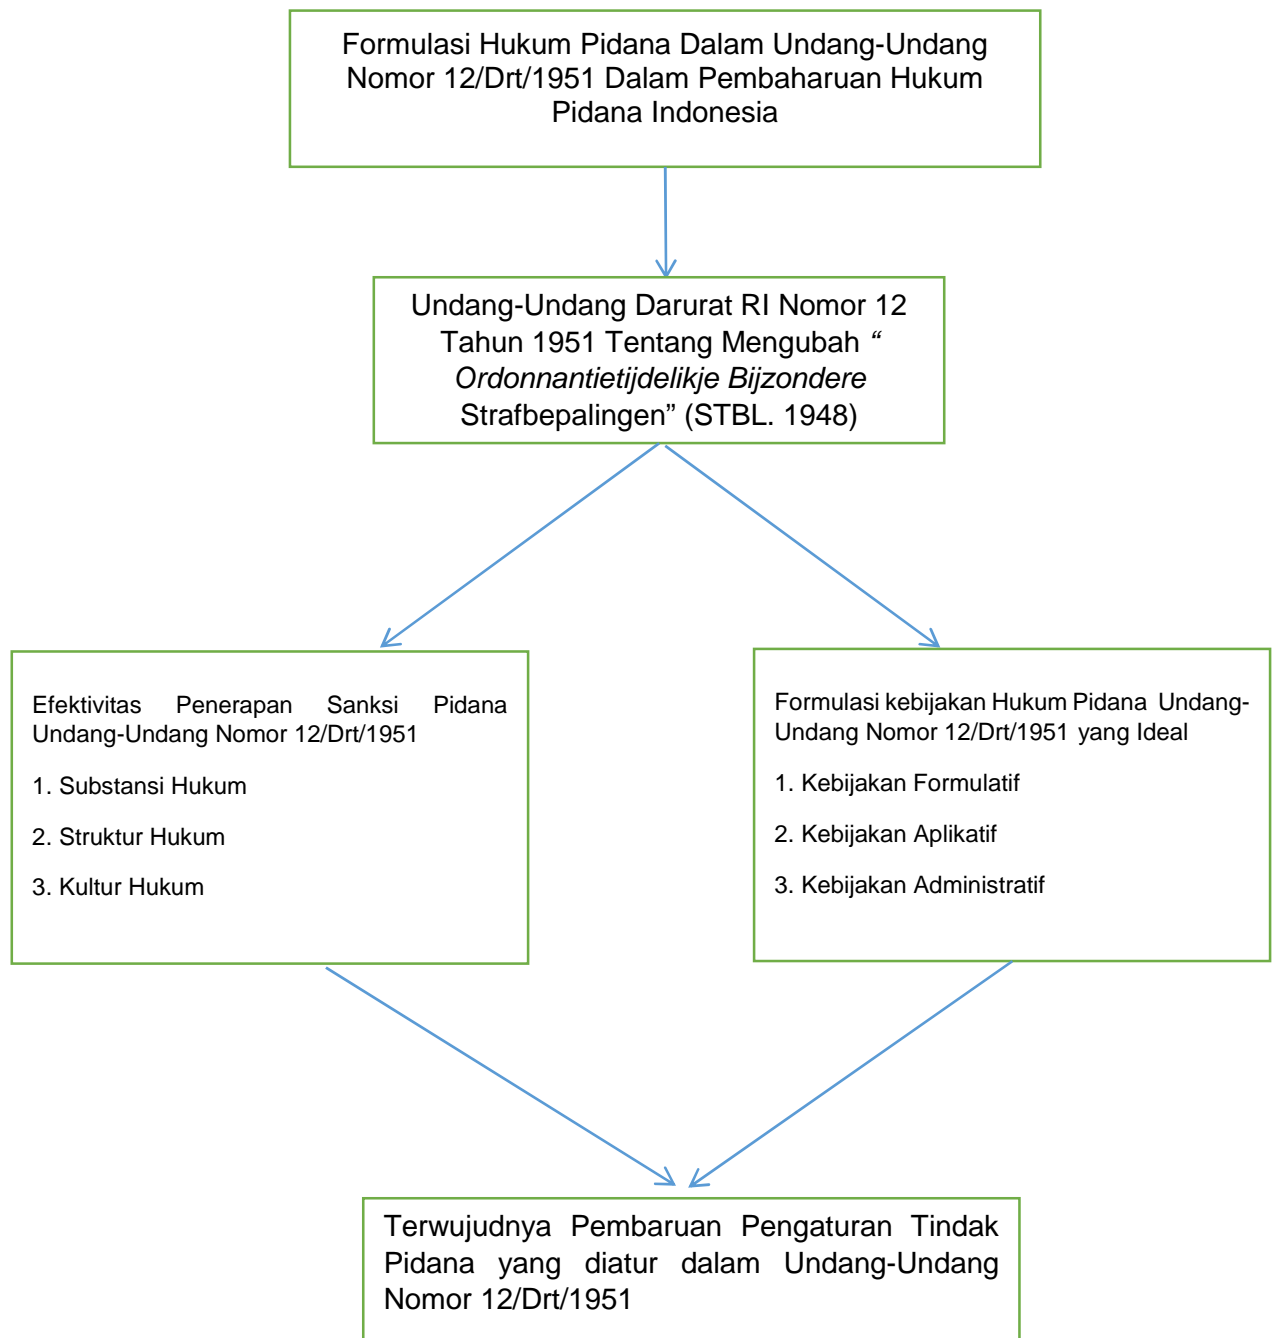 Formulasi Hukum Pidana Dalam Undang-Undang
Nomor 12/Drt/1951 Dalam Pembaharuan Hukum
Pidana Indonesia
Undang-Undang Darurat RI Nomor 12
Tahun 1951 Tentang Mengubah “
Ordonnantietijdelikje Bijzondere
Strafbepalingen” (STBL. 1948)
Efektivitas Penerapan Sanksi Pidana
Undang-Undang Nomor 12/Drt/1951
1. Substansi Hukum
2. Struktur Hukum
3. Kultur Hukum
Formulasi kebijakan Hukum Pidana Undang-
Undang Nomor 12/Drt/1951 yang Ideal
1. Kebijakan Formulatif
2. Kebijakan Aplikatif
3. Kebijakan Administratif
Terwujudnya Pembaruan Pengaturan Tindak
Pidana yang diatur dalam Undang-Undang
Nomor 12/Drt/1951